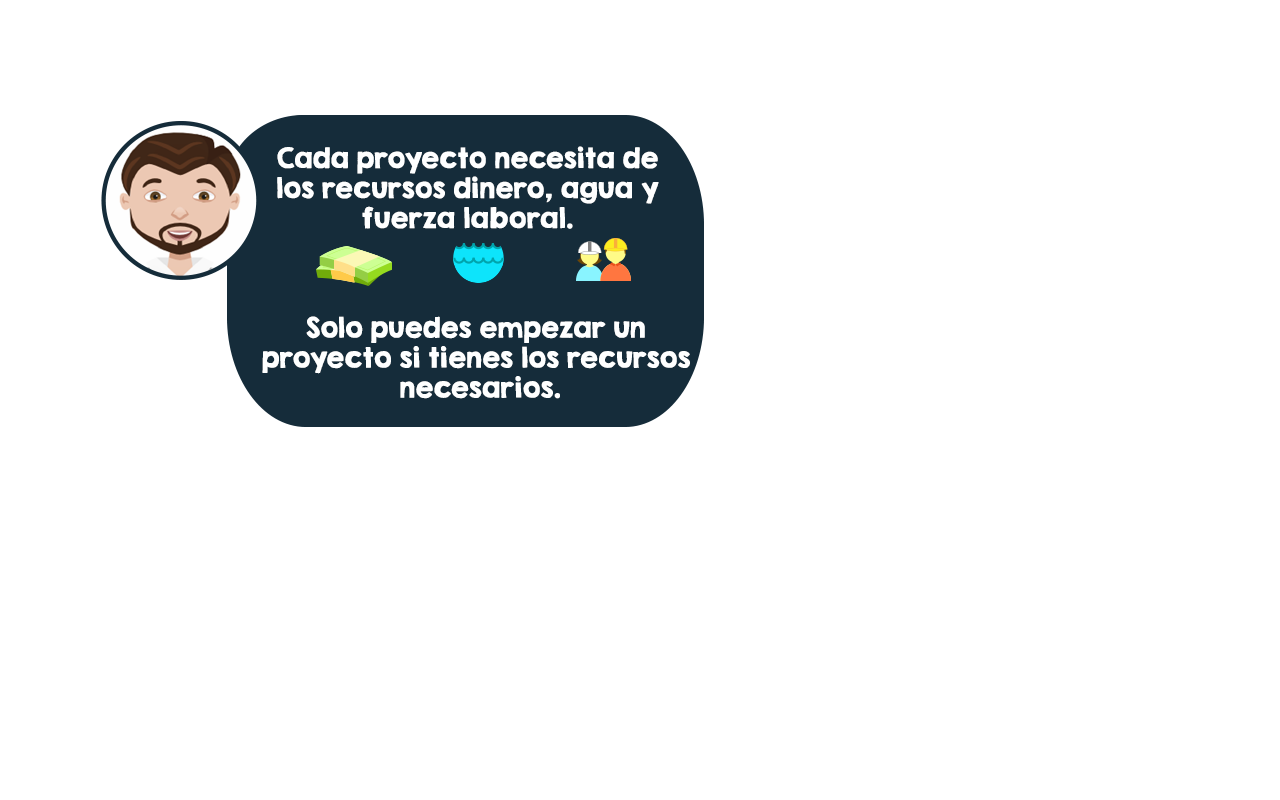 Cada proyecto necesita de
los recursos dinero, agua y
fuerza laboral.
Solo puedes empezar un
proyecto si tienes los recursos
necesarios.